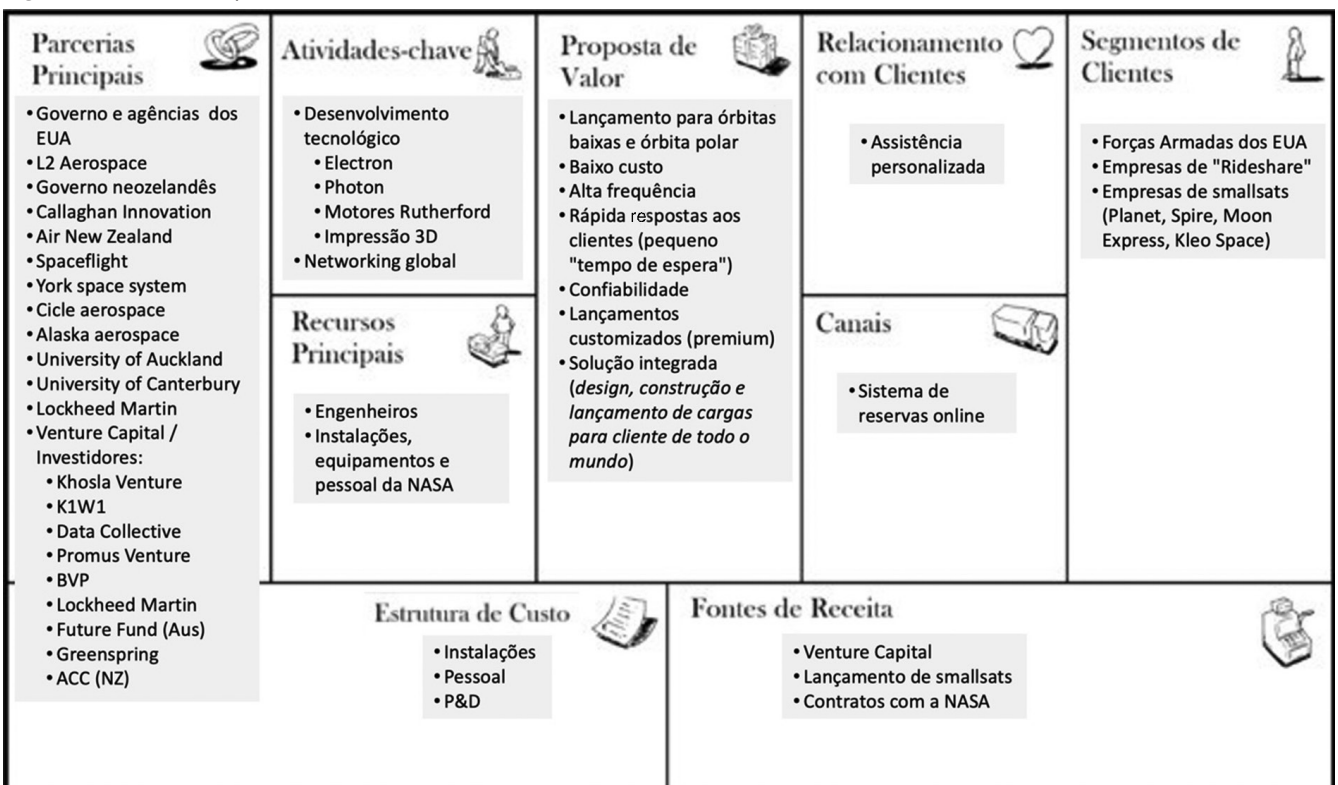 Parcerias
Principais
• Governo e agências dos
EUA
• L2 Aerospace
• Governo neozelandês
• Callaghan Innovation
• Air New Zealand
• Spaceflight
• York space system
• Cicle aerospace
• Alaska aerospace
• University of Auckland
• University of Canterbury
• Lockheed Martin
• Venture Capital /
Investidores:
• Khosla Venture
• K1W1
• Data Collective
• Promus Venture
• BVP
• Lockheed Martin
• Future Fund (Aus)
• Greenspring
• ACC (NZ)
Atividades-chave
• Desenvolvimento
tecnológico
• Electron
• Photon
• Motores Rutherford
• Impressão 3D
• Networking global
Recursos
Principais
• Engenheiros
• Instalações,
equipamentos e
pessoal da NASA
Proposta de
Valor
• Lançamento para órbitas
baixas e órbita polar
• Baixo custo
• Alta frequência
• Rápida respostas aos
clientes (pequeno
"tempo de espera")
• Confiabilidade
• Lançamentos
customizados (premium)
• Solução integrada
(design, construção e
lançamento de cargas
para cliente de todo o
mundo)
Relacionamento
com Clientes
• Assistência
personalizada
Canais
• Sistema de
reservas online
Segmentos de
Clientes
• Forças Armadas dos EUA
• Empresas de "Rideshare"
• Empresas de smallsats
(Planet, Spire, Moon
Express, Kleo Space)
Estrutura de Custo
• Instalações
• Pessoal
• P&D
Fontes de Receita
• Venture Capital
• Lançamento de smallsats
• Contratos com a NASA